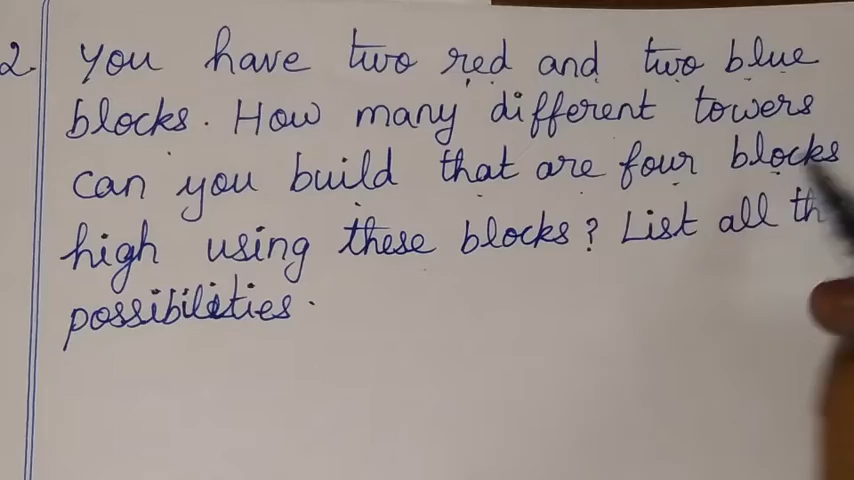 2. You have two red and two blue
blocks. How many different towers
can you build that are four blocks
high using these blocks? List all
possibilities.